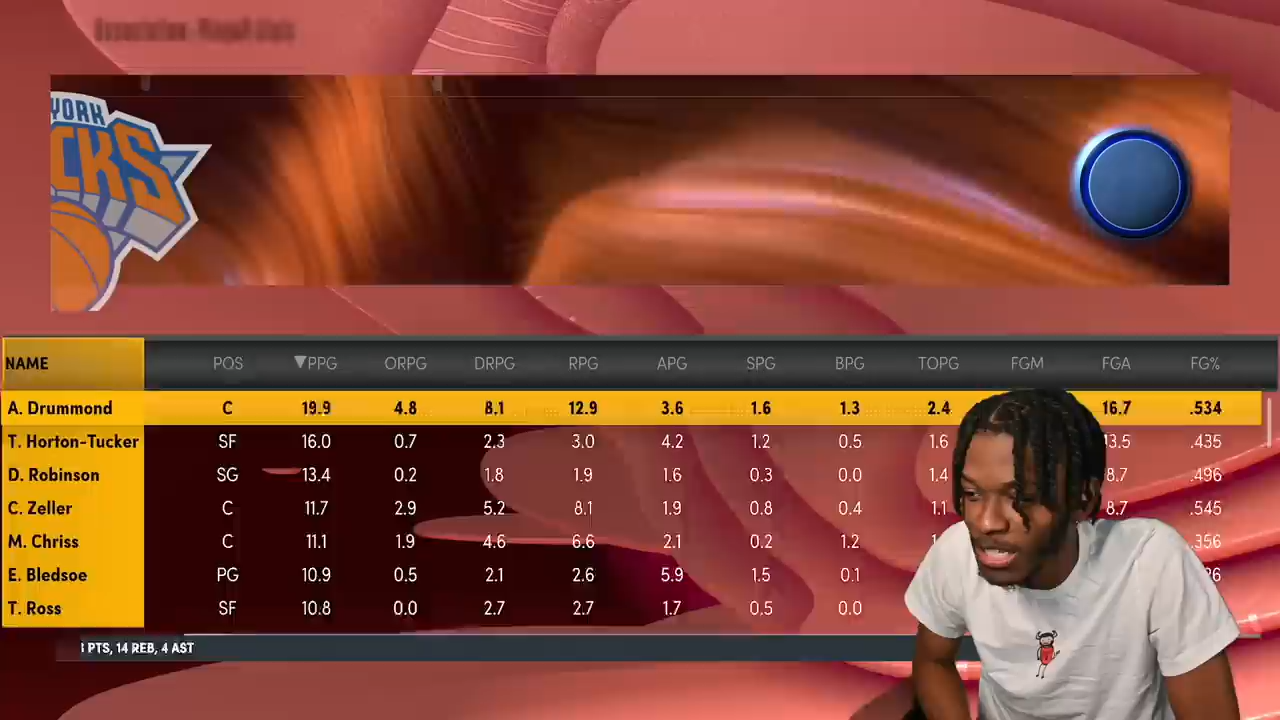 YORK
CKS
NAME POS ▼PPG ORPG DRPG RPG APG SPG BPG TOPG FGM FGA FG%
A. Drummond C 19.9 4.8 8.1 12.9 3.6 1.6 1.3 2.4 16.7 .534
T. Horton-Tucker SF 16.0 0.7 2.3 3.0 4.2 1.2 0.5 1.6 13.5 .435
D. Robinson SG 13.4 0.2 1.8 1.9 1.6 0.3 0.0 1.4 8.7 .496
C. Zeller C 11.7 2.9 5.2 8.1 1.9 0.8 0.4 1.1 8.7 .545
M. Chriss C 11.1 1.9 4.6 6.6 2.1 0.2 1.2 .356
E. Bledsoe PG 10.9 0.5 2.1 2.6 5.9 1.5 0.1
T. Ross SF 10.8 0.0 2.7 2.7 1.7 0.5 0.0
PTS, 14 REB, 4 AST